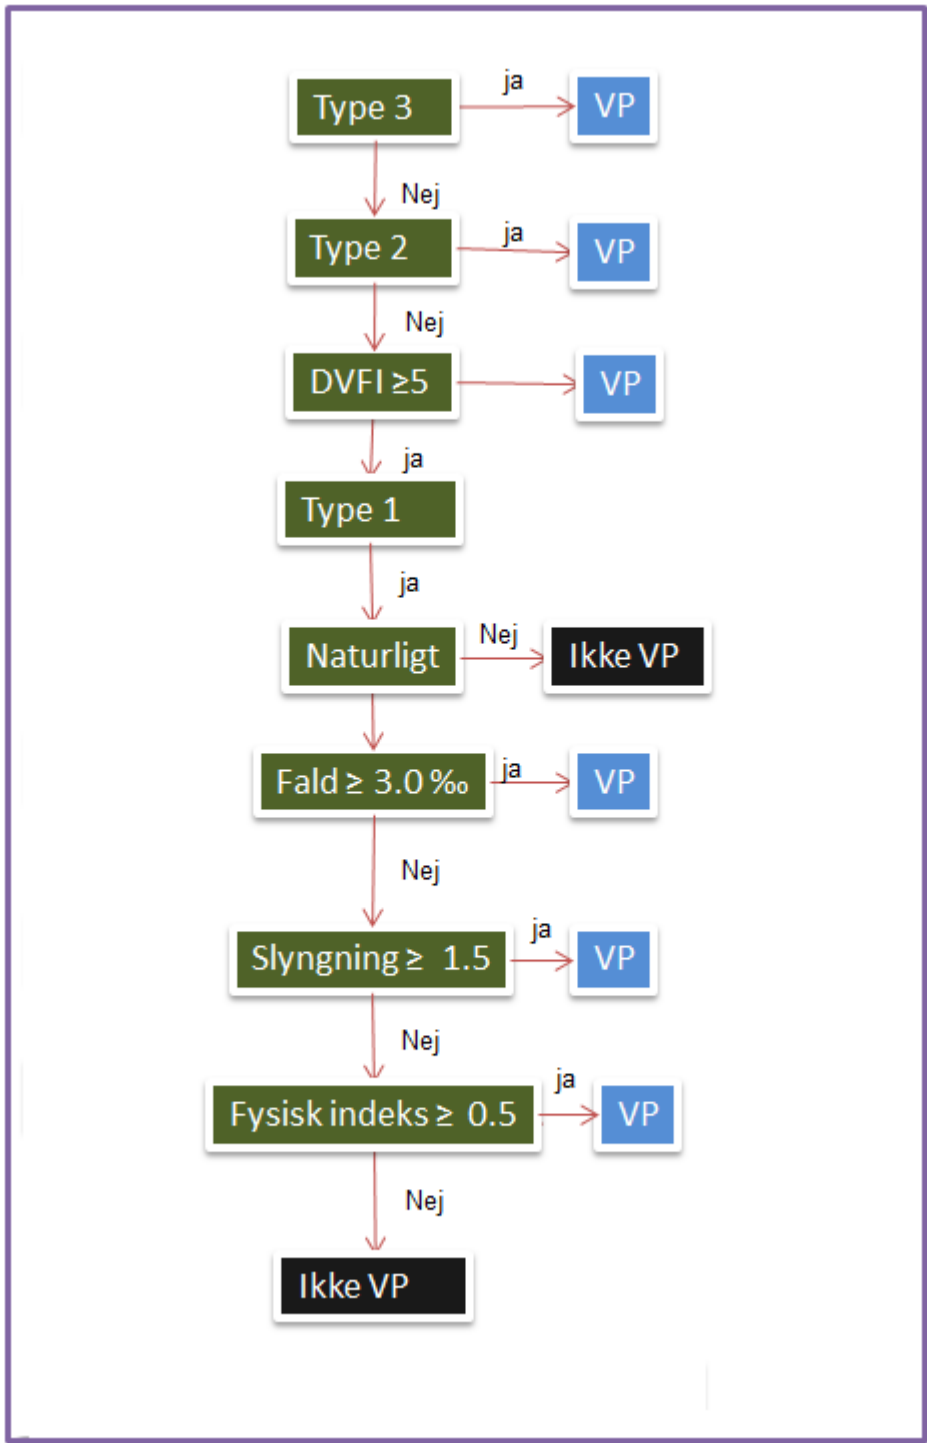 Type 3
ja
VP
Nej
Type 2
ja
VP
Nej
DVFI ≥5
VP
ja
Type 1
ja
Naturligt
Nej
Ikke VP
Fald ≥ 3.0 ‰
ja
VP
Nej
Slyngning ≥ 1.5
ja
VP
Nej
Fysisk indeks ≥ 0.5
ja
VP
Nej
Ikke VP